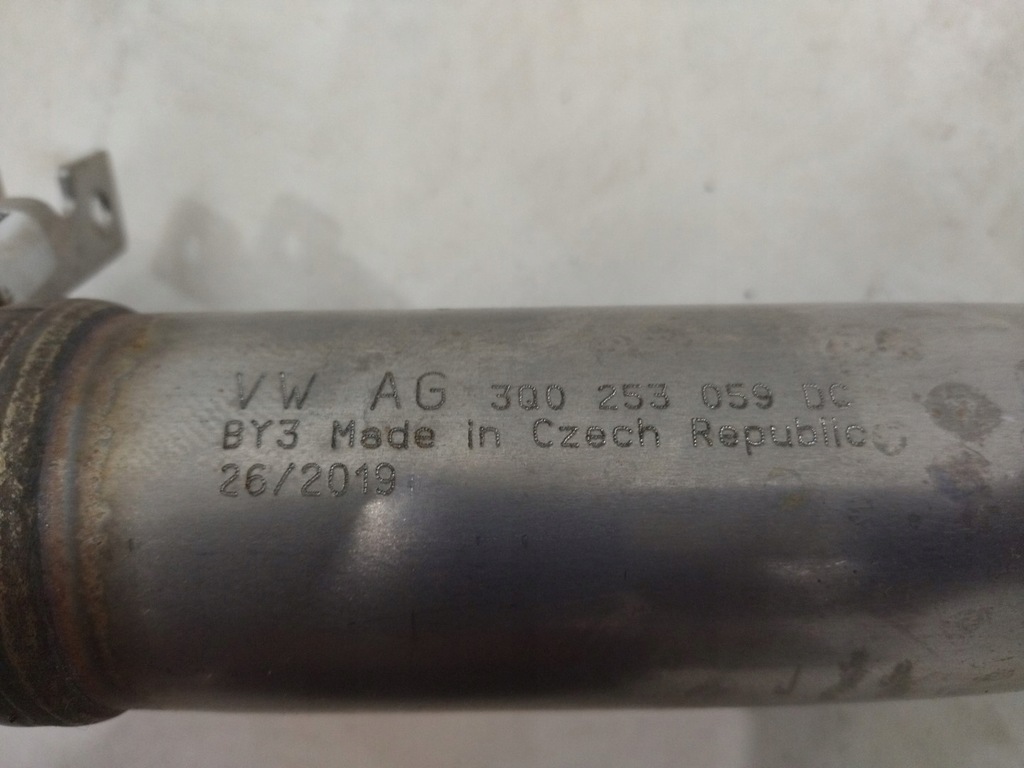 VW AG 3Q0 253 059 DC
BY3 Made in Czech Republic
26/2019